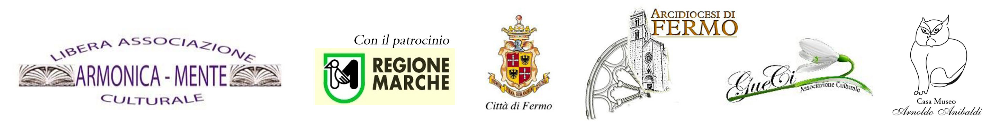 LIBERA ASSOCIAZIONE
ARMONICA - MENTE
CULTURALE
Con il patrocinio
REGIONE
MARCHE
FIRMUM FIRMA ROMANORUM COLONIA
Città di Fermo
ARCIDIOCESI DI
FERMO
GueCi
Associazione Culturale
Casa Museo
Arnoldo Anibaldi